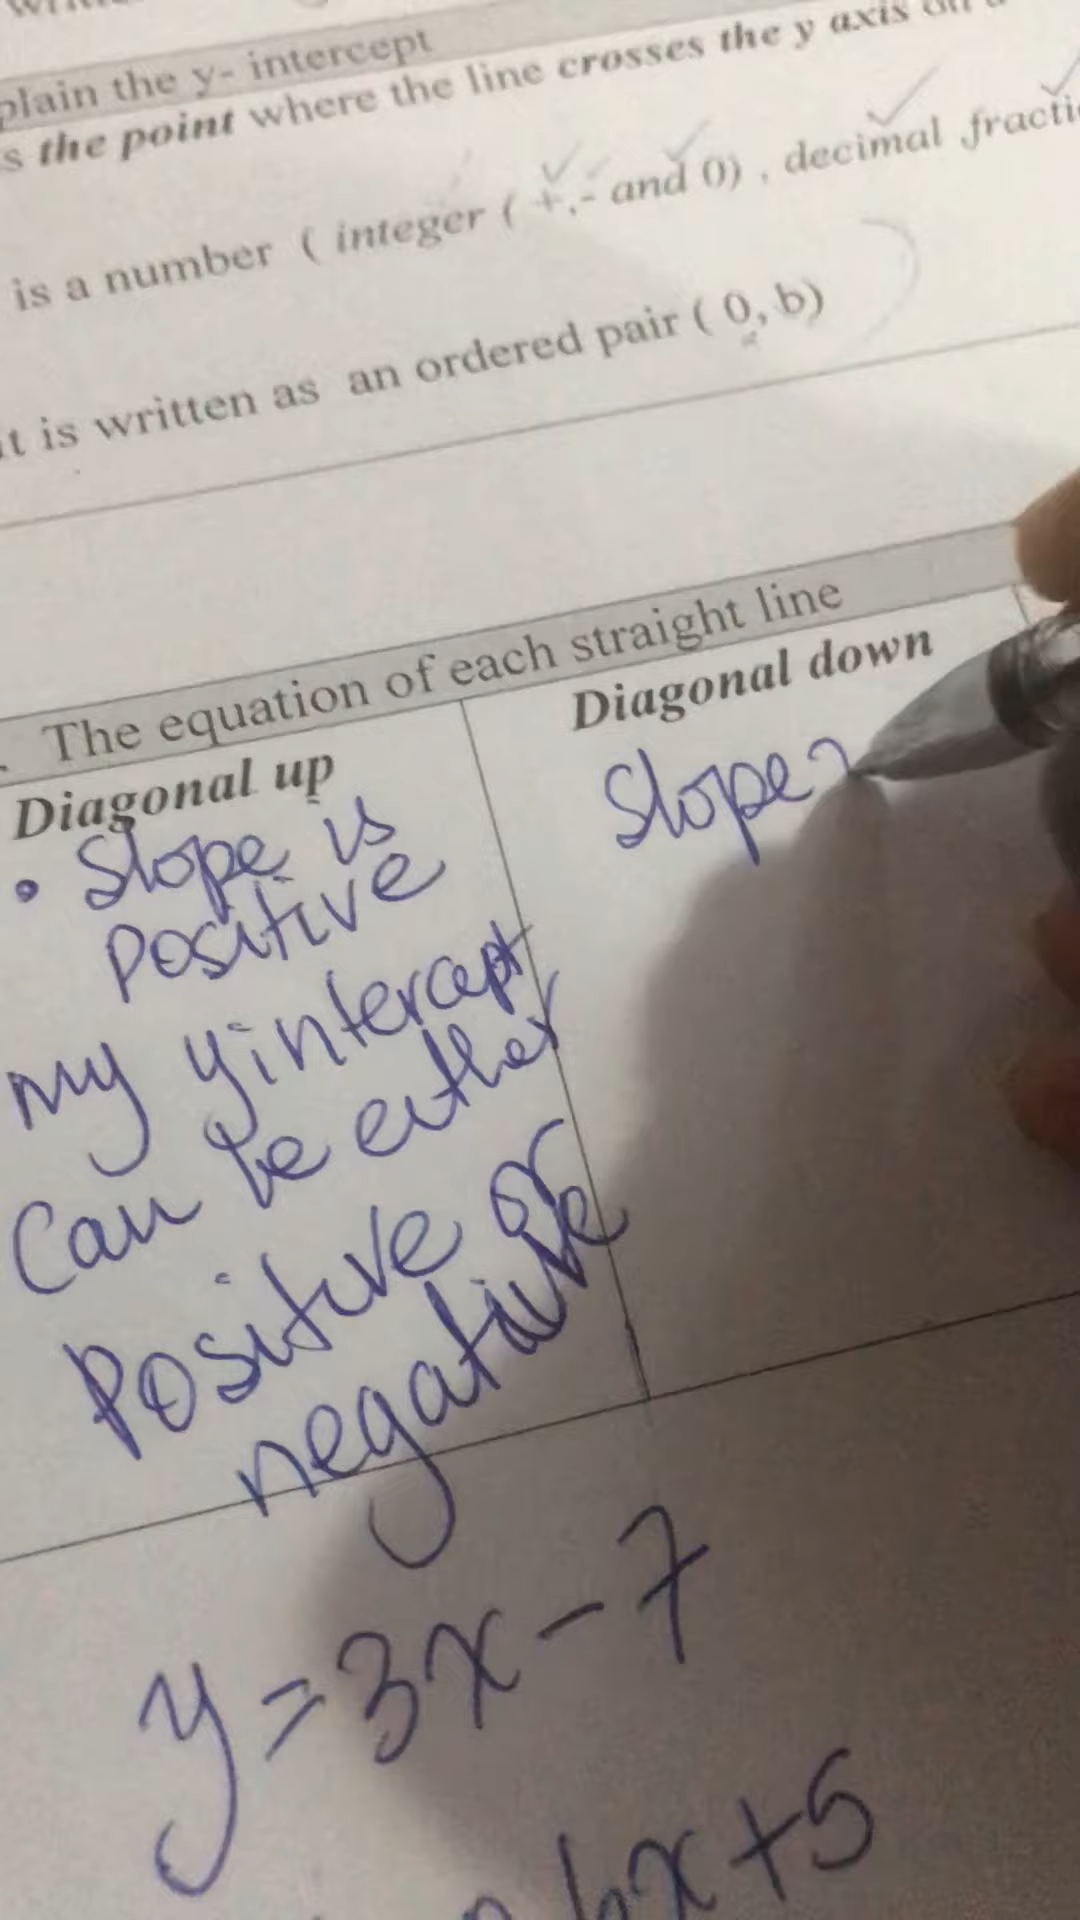 plain the y- intercept
s the point where the line crosses the y axis on a
is a number ( integer ( +,- and 0) , decimal fracti
it is written as an ordered pair ( 0, b)
The equation of each straight line
Diagonal up
Diagonal down
• Slope is
positive
my y intercept
can be either
positive or
negative
Slope
y = 3x - 7
x + 5